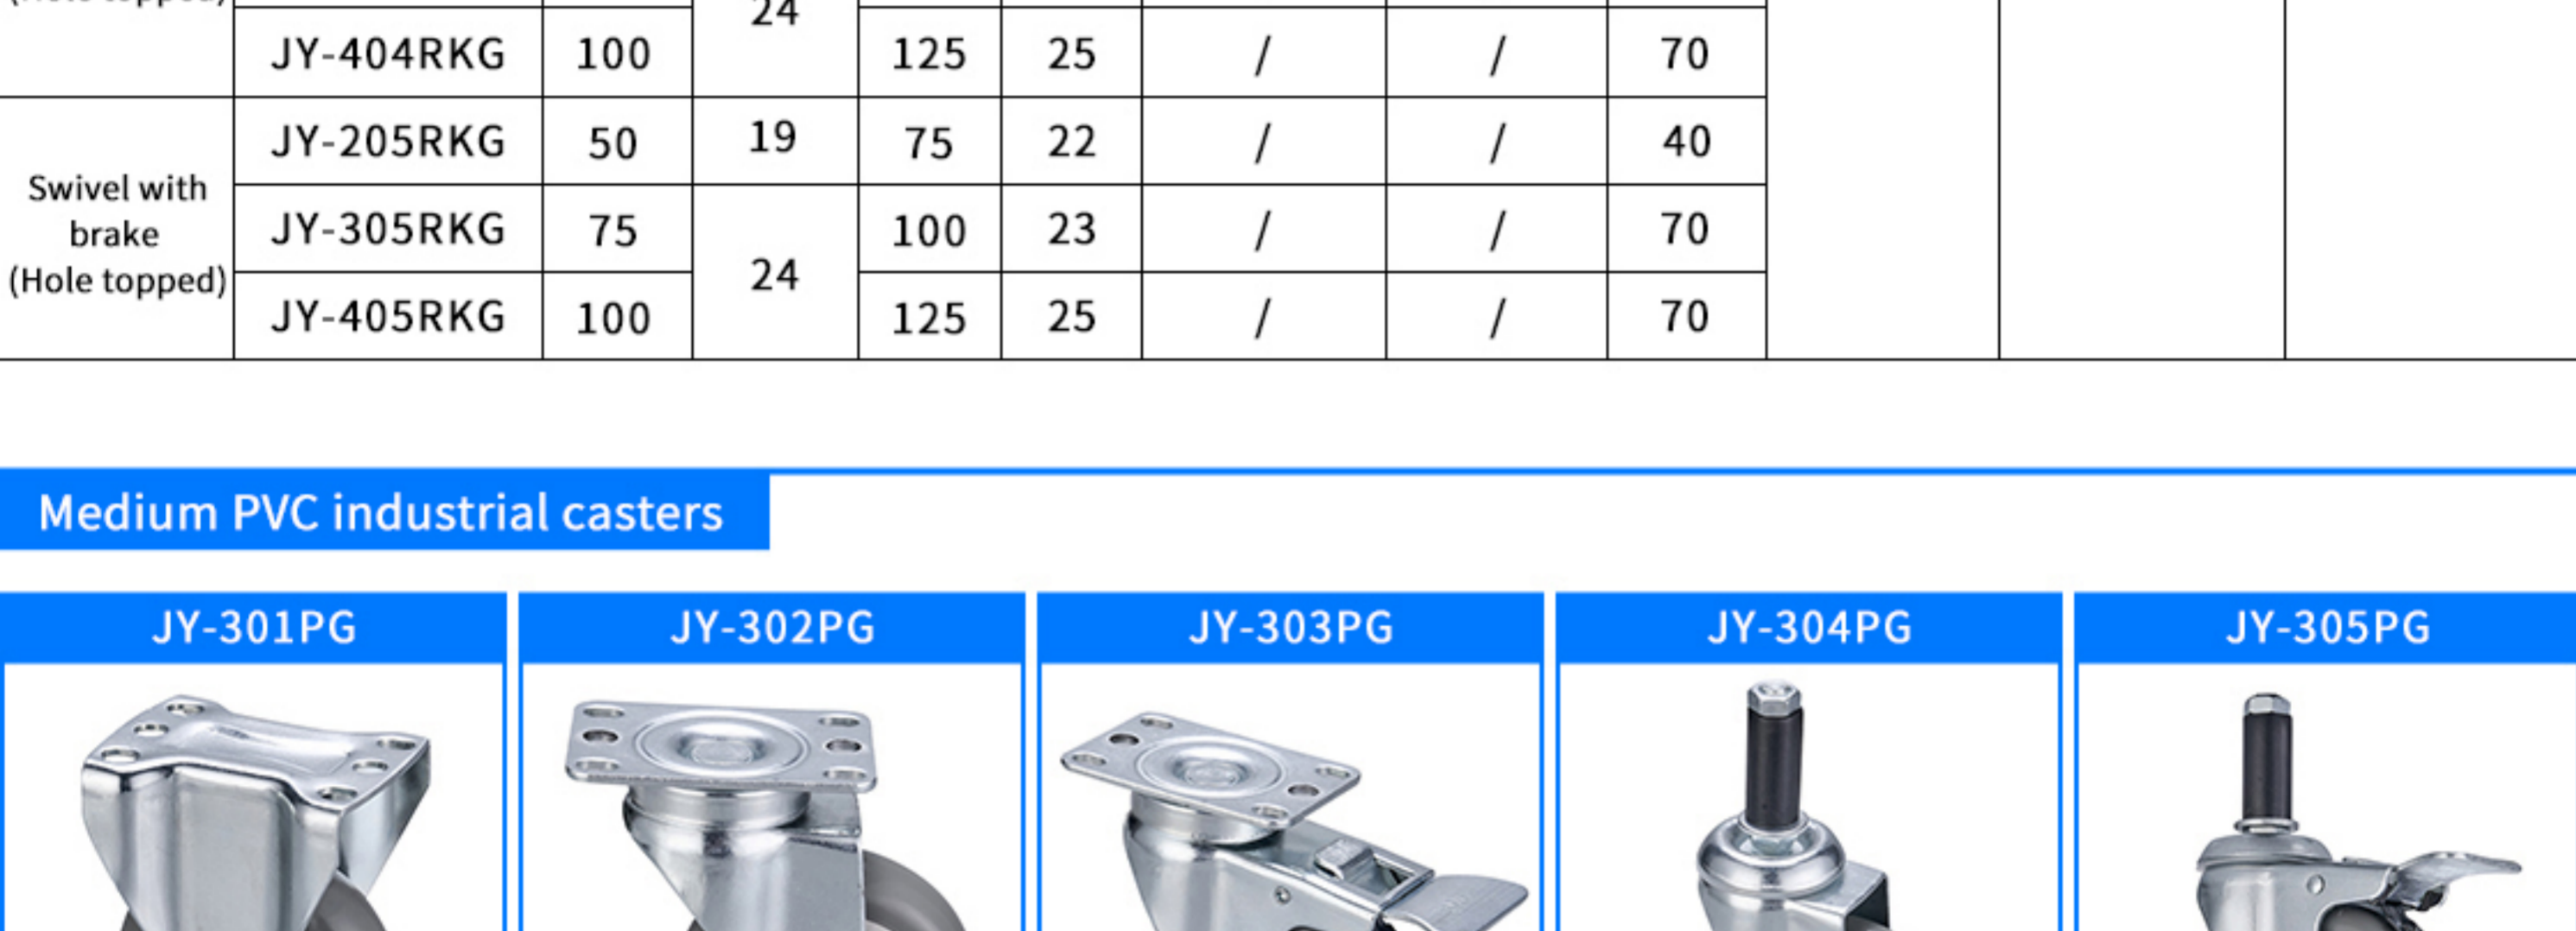 (Hole topped)
24
JY-404RKG 100 125 25 / / 70
JY-205RKG 50 19 75 22 / / 40
Swivel with
brake
(Hole topped)
JY-305RKG 75 100 23 / / 70
24
JY-405RKG 100 125 25 / / 70
Medium PVC industrial casters
JY-301PG JY-302PG JY-303PG JY-304PG JY-305PG